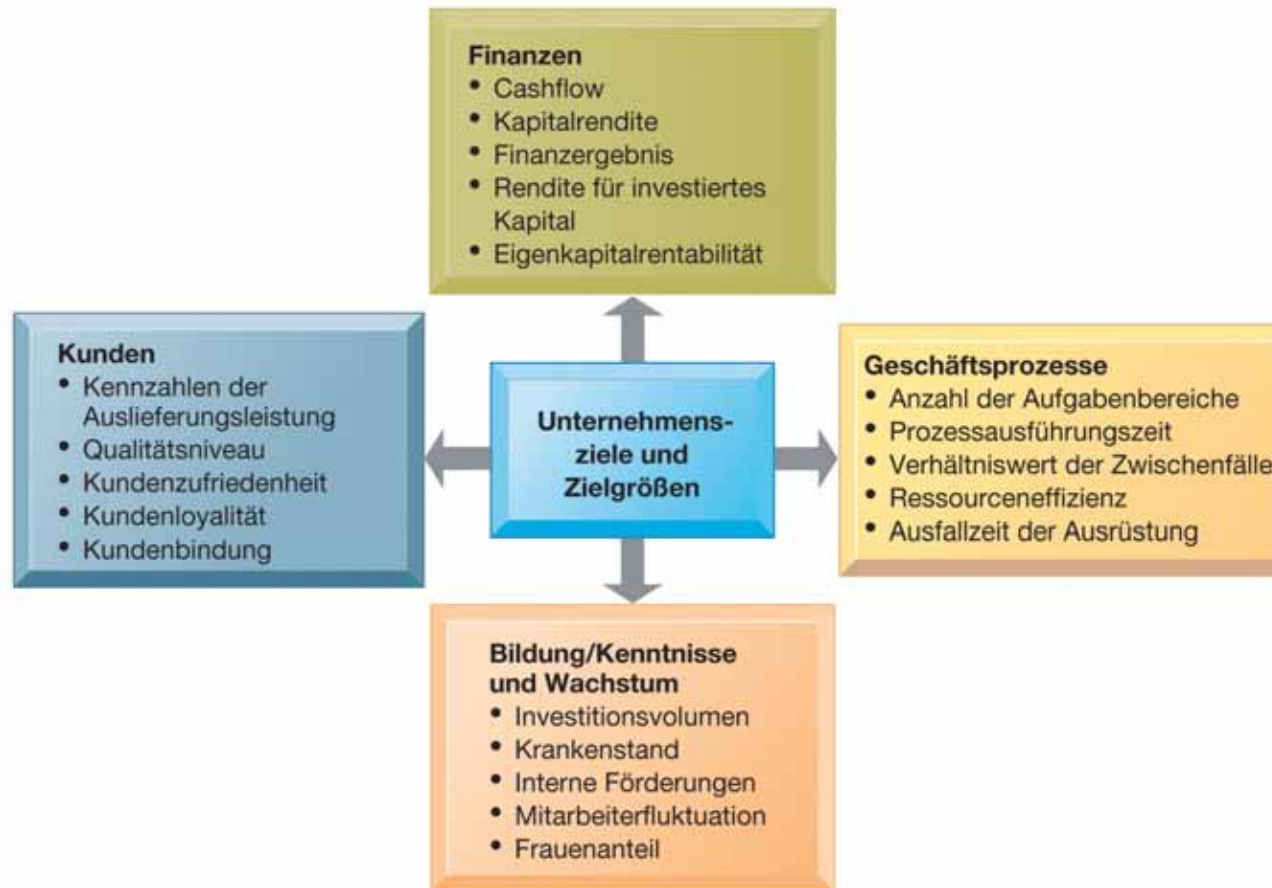 Finanzen
• Cashflow
• Kapitalrendite
• Finanzergebnis
• Rendite für investiertes
Kapital
• Eigenkapitalrentabilität
Kunden
• Kennzahlen der
Auslieferungsleistung
• Qualitätsniveau
• Kundenzufriedenheit
• Kundenloyalität
• Kundenbindung
Unternehmens-
ziele und
Zielgrößen
Geschäftsprozesse
• Anzahl der Aufgabenbereiche
• Prozessausführungszeit
• Verhältniswert der Zwischenfälle
• Ressourceneffizienz
• Ausfallzeit der Ausrüstung
Bildung/Kenntnisse
und Wachstum
• Investitionsvolumen
• Krankenstand
• Interne Förderungen
• Mitarbeiterfluktuation
• Frauenanteil